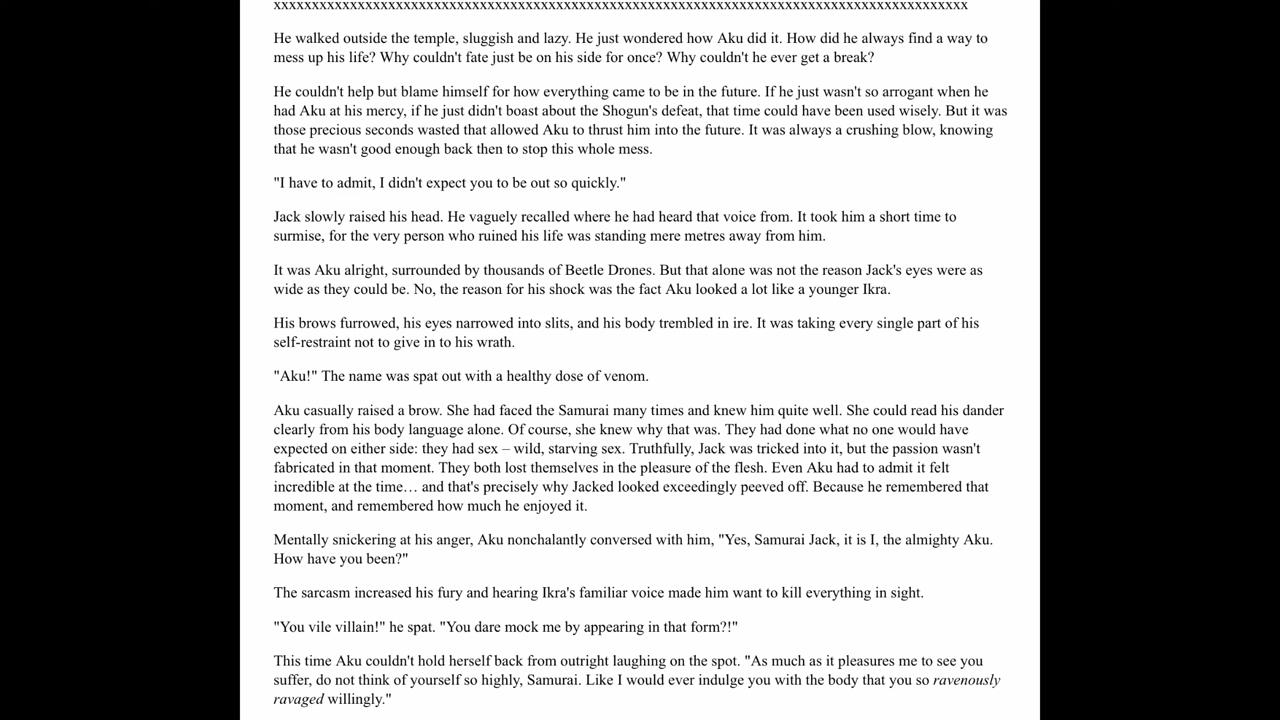 xxxxxxxxxxxxxxxxxxxxxxxxxxxxxxxxxxxxxxxxxxxxxxxxxxxxxxxxxxxxxxxxxxxxxxxxxxxxxxxxxxxxxxxxxxx
He walked outside the temple, sluggish and lazy. He just wondered how Aku did it. How did he always find a way to
mess up his life? Why couldn't fate just be on his side for once? Why couldn't he ever get a break?
He couldn't help but blame himself for how everything came to be in the future. If he just wasn't so arrogant when he
had Aku at his mercy, if he just didn't boast about the Shogun's defeat, that time could have been used wisely. But it was
those precious seconds wasted that allowed Aku to thrust him into the future. It was always a crushing blow, knowing
that he wasn't good enough back then to stop this whole mess.
"I have to admit, I didn't expect you to be out so quickly."
Jack slowly raised his head. He vaguely recalled where he had heard that voice from. It took him a short time to
surmise, for the very person who ruined his life was standing mere metres away from him.
It was Aku alright, surrounded by thousands of Beetle Drones. But that alone was not the reason Jack's eyes were as
wide as they could be. No, the reason for his shock was the fact Aku looked a lot like a younger Ikra.
His brows furrowed, his eyes narrowed into slits, and his body trembled in ire. It was taking every single part of his
self-restraint not to give in to his wrath.
"Aku!" The name was spat out with a healthy dose of venom.
Aku casually raised a brow. She had faced the Samurai many times and knew him quite well. She could read his dander
clearly from his body language alone. Of course, she knew why that was. They had done what no one would have
expected on either side: they had sex – wild, starving sex. Truthfully, Jack was tricked into it, but the passion wasn't
fabricated in that moment. They both lost themselves in the pleasure of the flesh. Even Aku had to admit it felt
incredible at the time… and that's precisely why Jacked looked exceedingly peeved off. Because he remembered that
moment, and remembered how much he enjoyed it.
Mentally snickering at his anger, Aku nonchalantly conversed with him, "Yes, Samurai Jack, it is I, the almighty Aku.
How have you been?"
The sarcasm increased his fury and hearing Ikra's familiar voice made him want to kill everything in sight.
"You vile villain!" he spat. "You dare mock me by appearing in that form?!"
This time Aku couldn't hold herself back from outright laughing on the spot. "As much as it pleasures me to see you
suffer, do not think of yourself so highly, Samurai. Like I would ever indulge you with the body that you so ravenously
ravaged willingly."